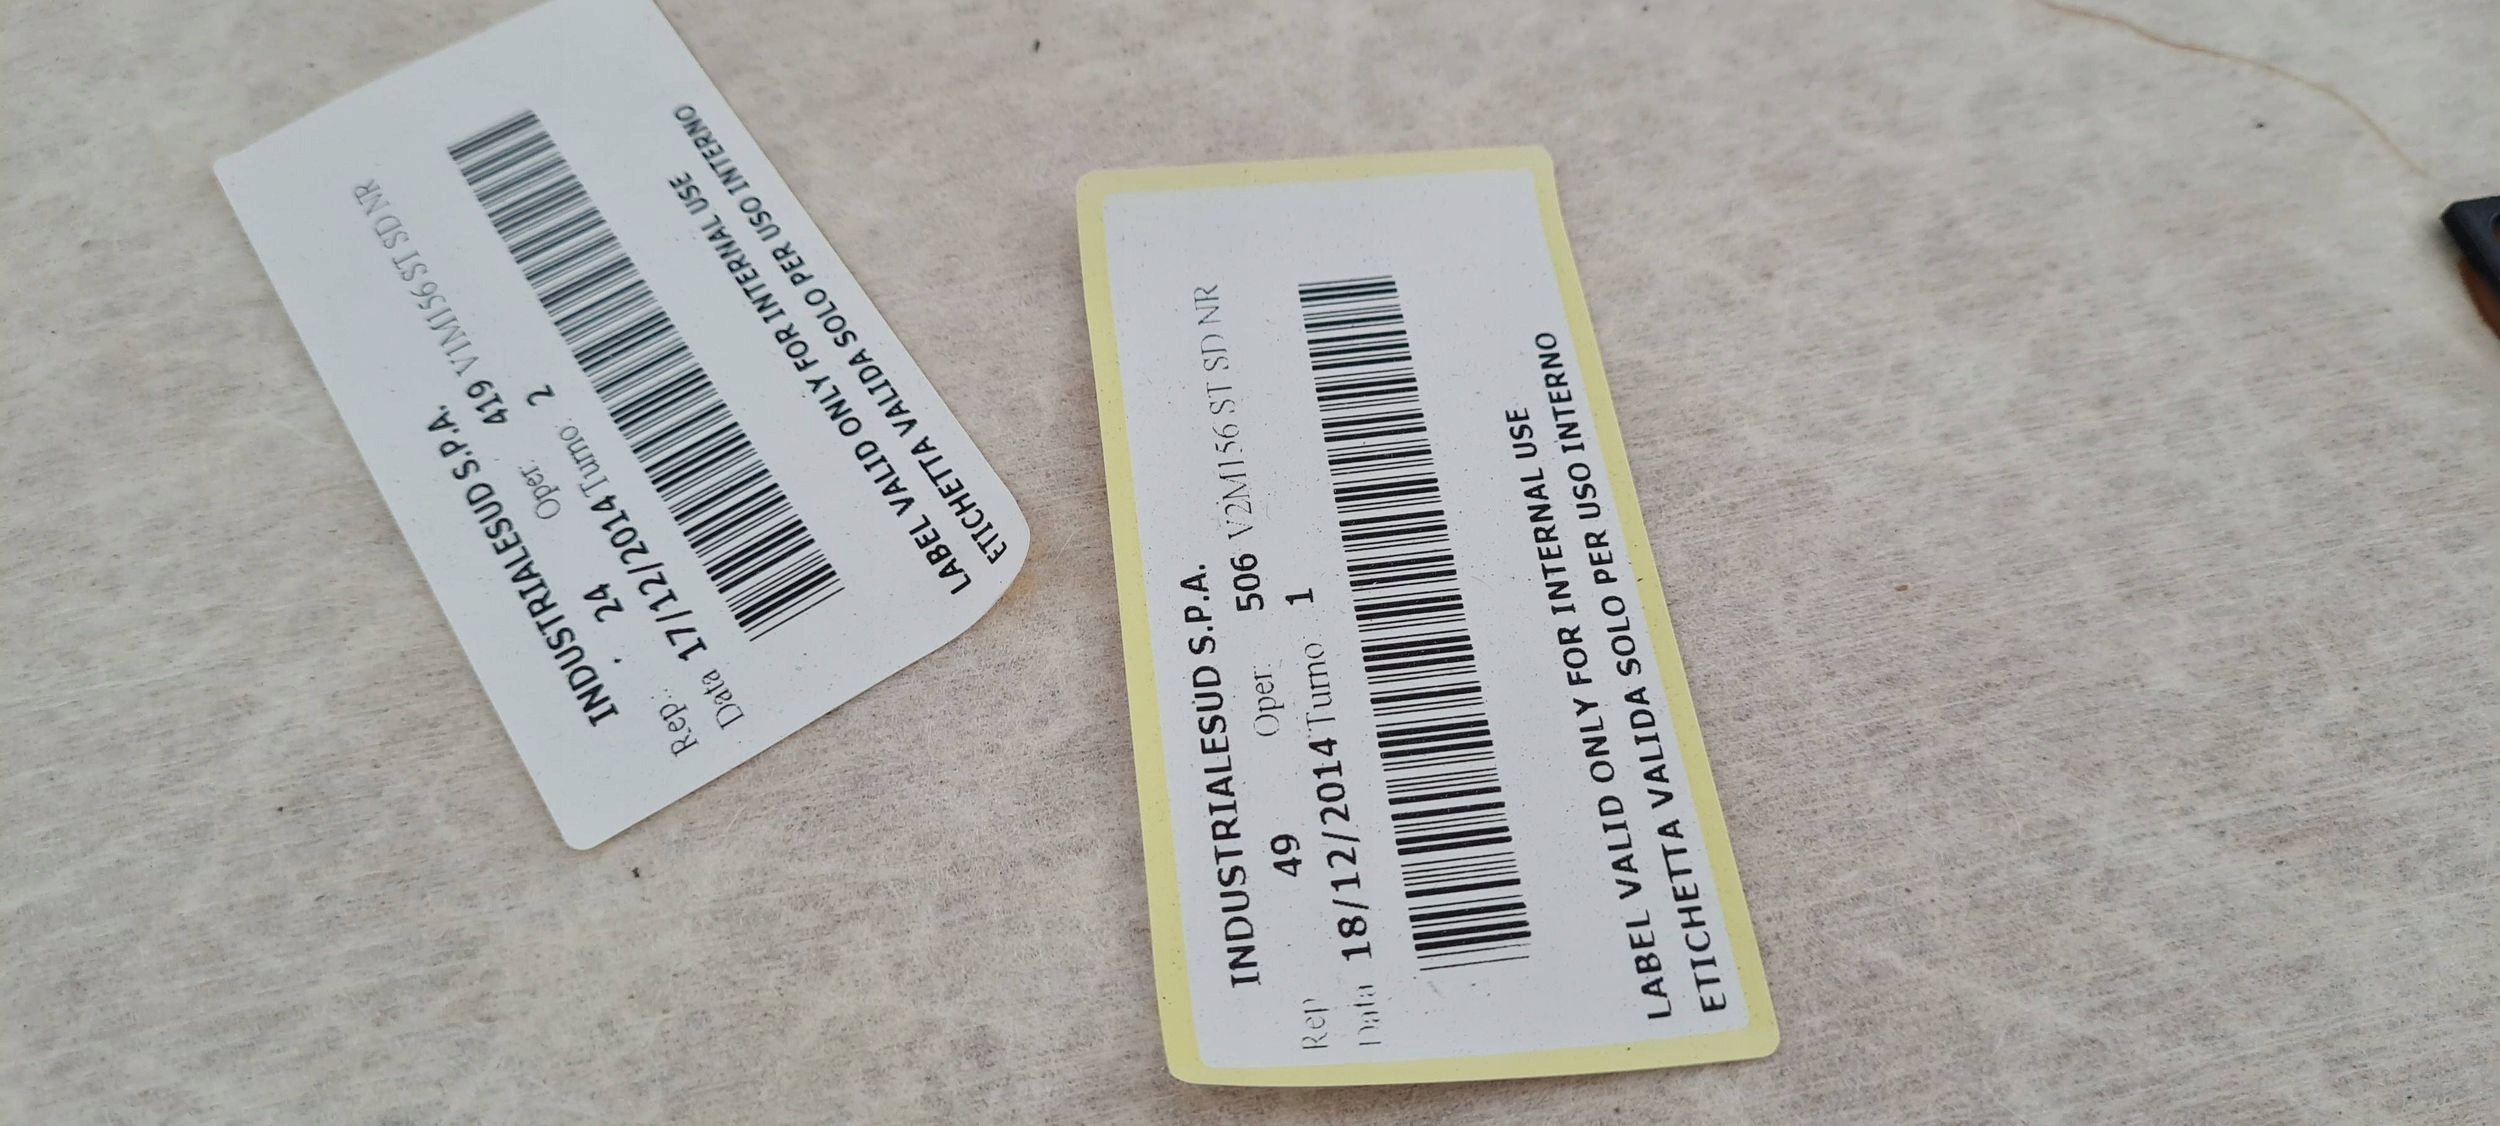 INDUSTRIALESUD S.P.A.
Rep.: 24 Oper. 419 V1M156 ST SD NR
Data 17/12/2014 Turno 2
LABEL VALID ONLY FOR INTERNAL USE
ETICHETTA VALIDA SOLO PER USO INTERNO
INDUSTRIALESUD S.P.A.
Rep 49 Oper 506 V2M156 ST SD NR
Data 18/12/2014 Turno 1
LABEL VALID ONLY FOR INTERNAL USE
ETICHETTA VALIDA SOLO PER USO INTERNO